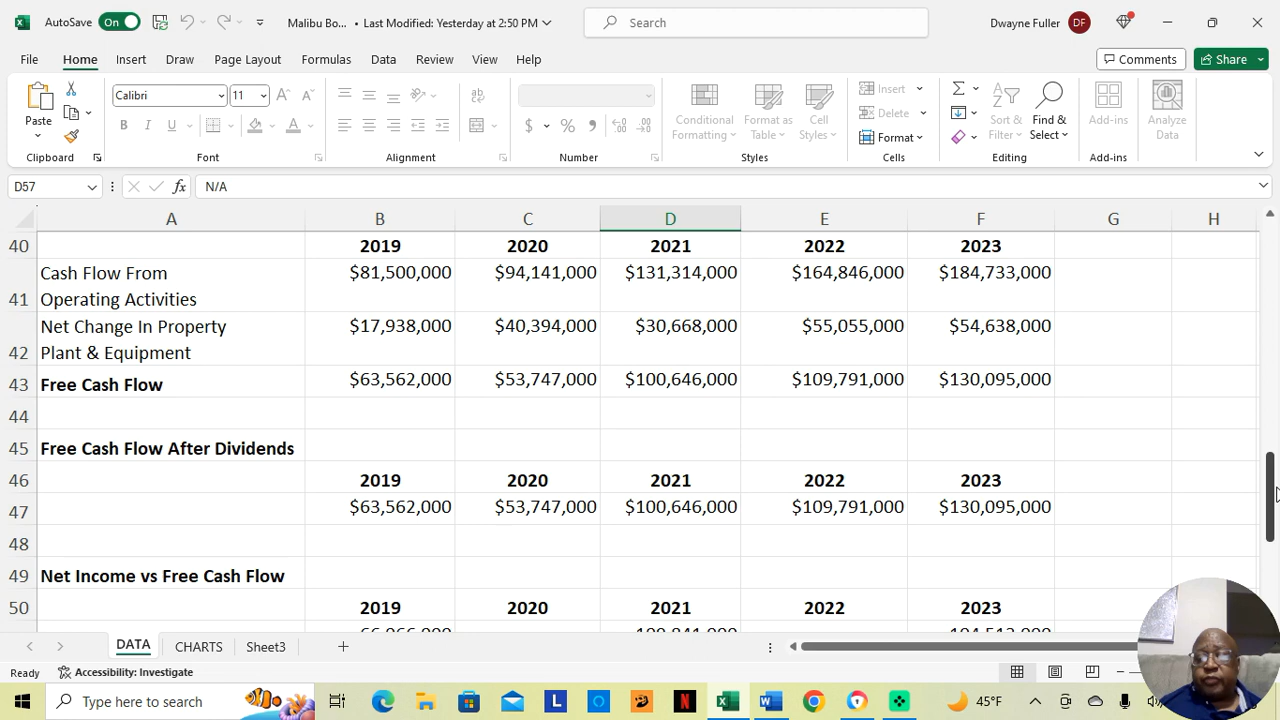 AutoSave On Malibu Bo... • Last Modified: Yesterday at 2:50 PM Search Dwayne Fuller DF
File Home Insert Draw Page Layout Formulas Data Review View Help Comments Share
Paste Calibri 11 Conditional Formatting Format as Table Cell Styles Insert Delete Format Sort & Filter Find & Select Add-ins Analyze Data
Clipboard Font Alignment Number Styles Cells Editing Add-ins
D57 fx N/A
A B C D E F G H
40 2019 2020 2021 2022 2023
Cash Flow From $81,500,000 $94,141,000 $131,314,000 $164,846,000 $184,733,000
41 Operating Activities
Net Change In Property $17,938,000 $40,394,000 $30,668,000 $55,055,000 $54,638,000
42 Plant & Equipment
43 Free Cash Flow $63,562,000 $53,747,000 $100,646,000 $109,791,000 $130,095,000
44
45 Free Cash Flow After Dividends
46 2019 2020 2021 2022 2023
47 $63,562,000 $53,747,000 $100,646,000 $109,791,000 $130,095,000
48
49 Net Income vs Free Cash Flow
50 2019 2020 2021 2022 2023
DATA CHARTS Sheet3
Ready Accessibility: Investigate
Type here to search 45°F